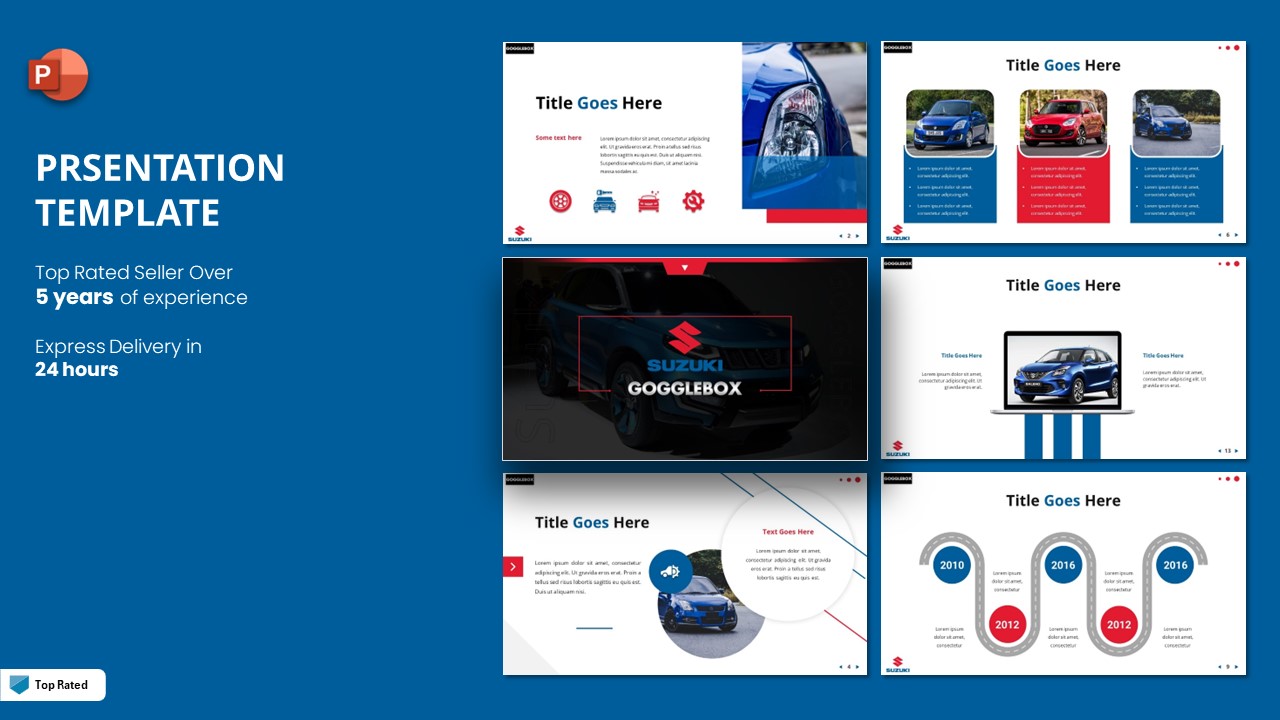 P
PRSENTATION
TEMPLATE
Top Rated Seller Over
5 years of experience
Express Delivery in
24 hours
Top Rated
GOGGLEBOX
Title Goes Here
Some text here
Lorem ipsum dolor sit amet, consectetur adipiscing
elit. Ut gravida eros erat. Proin a tellus sed risus
lobortis sagittis eu quis est. Duis ut aliquam nisi.
Suspendisse vehicula mi diam, sit amet lacinia
massa sodales ac.
SUZUKI
2
GOGGLEBOX
Title Goes Here
Lorem ipsum dolor sit amet,
consectetur adipiscing elit.
Lorem ipsum dolor sit amet,
consectetur adipiscing elit.
Lorem ipsum dolor sit amet,
consectetur adipiscing elit.
Lorem ipsum dolor sit amet,
consectetur adipiscing elit.
Lorem ipsum dolor sit amet,
consectetur adipiscing elit.
Lorem ipsum dolor sit amet,
consectetur adipiscing elit.
Lorem ipsum dolor sit amet,
consectetur adipiscing elit.
Lorem ipsum dolor sit amet,
consectetur adipiscing elit.
Lorem ipsum dolor sit amet,
consectetur adipiscing elit.
SUZUKI
6
SUZUKI
GOGGLEBOX
GOGGLEBOX
Title Goes Here
Title Goes Here
Lorem ipsum dolor sit amet,
consectetur adipiscing elit. Ut
gravida eros erat.
Title Goes Here
Lorem ipsum dolor sit amet,
consectetur adipiscing elit. Ut
gravida eros erat.
SUZUKI
13
GOGGLEBOX
Title Goes Here
Lorem ipsum dolor sit amet, consectetur
adipiscing elit. Ut gravida eros erat. Proin a
tellus sed risus lobortis sagittis eu quis est.
Duis ut aliquam nisi.
Text Goes Here
Lorem ipsum dolor sit amet,
consectetur adipiscing elit. Ut gravida
eros erat. Proin a tellus sed risus
lobortis sagittis eu quis est.
4
GOGGLEBOX
Title Goes Here
2010
2016
2016
Lorem ipsum
dolor sit amet,
consectetur
Lorem ipsum
dolor sit amet,
consectetur
2012
2012
Lorem ipsum
dolor sit amet,
consectetur
Lorem ipsum
dolor sit amet,
consectetur
Lorem ipsum
dolor sit amet,
consectetur
SUZUKI
9